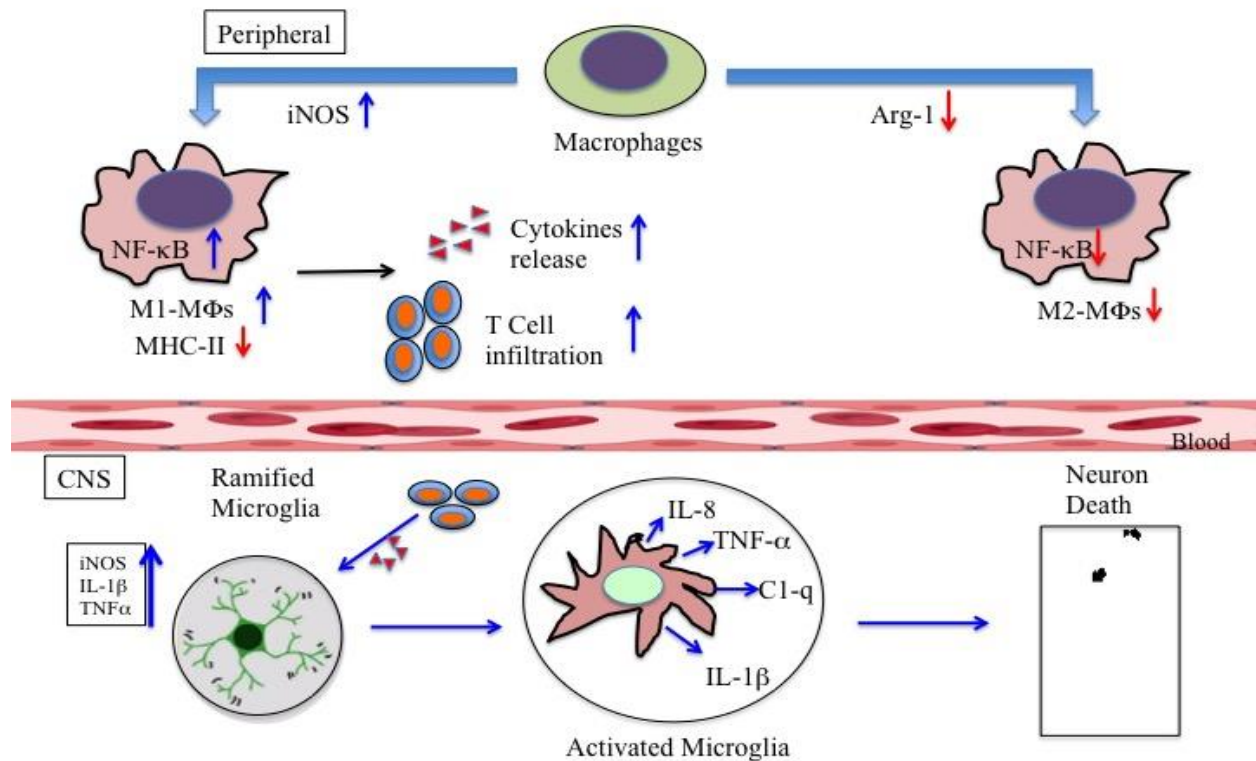 Peripheral
iNOS
Macrophages
Arg-1
NF-κB
M1-MΦs
MHC-II
Cytokines
release
T Cell
infiltration
NF-κB
M2-MΦs
Blood
CNS
Ramified
Microglia
iNOS
IL-1β
TNFα
IL-8
TNF-α
C1-q
IL-1β
Activated Microglia
Neuron
Death